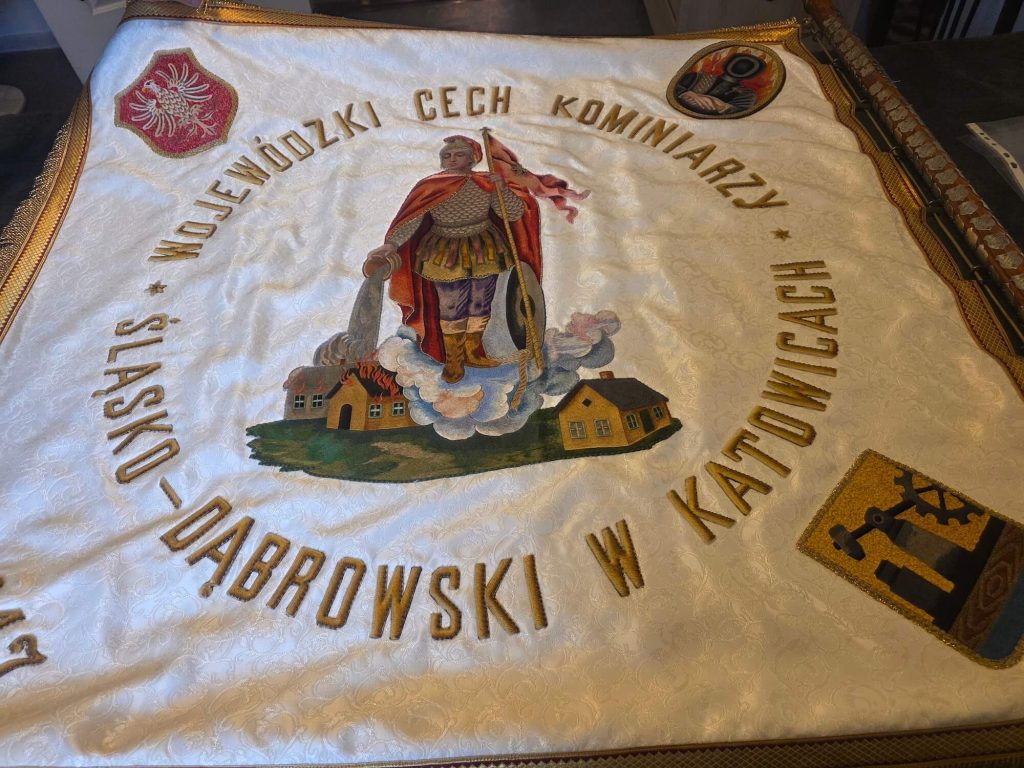 WOJEWÓDZKI CECH KOMINIARZY
* ŚLĄSKO-DĄBROWSKI W KATOWICACH *